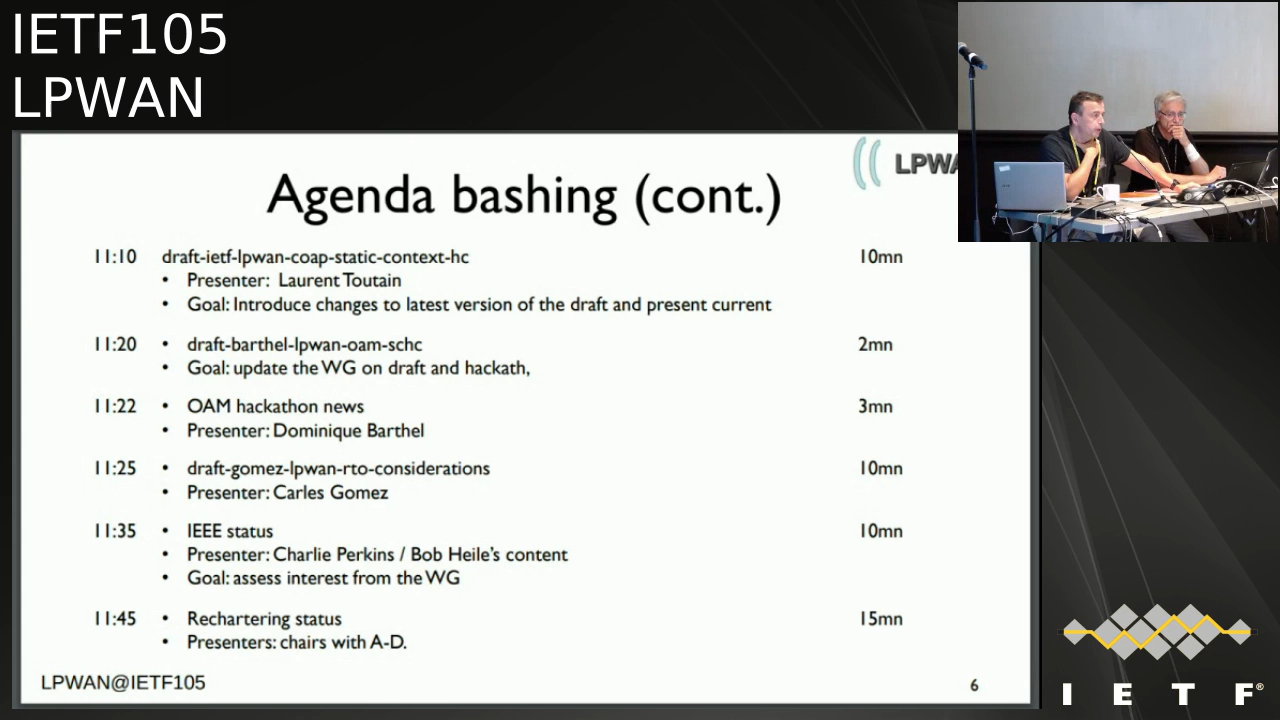 IETF105
LPWAN
Agenda bashing (cont.)
11:10 draft-ietf-lpwan-coap-static-context-hc 10mn
• Presenter: Laurent Toutain
• Goal: Introduce changes to latest version of the draft and present current
11:20 • draft-barthel-lpwan-oam-schc 2mn
• Goal: update the WG on draft and hackath,
11:22 • OAM hackathon news 3mn
• Presenter: Dominique Barthel
11:25 • draft-gomez-lpwan-rto-considerations 10mn
• Presenter: Carles Gomez
11:35 • IEEE status 10mn
• Presenter: Charlie Perkins / Bob Heile's content
• Goal: assess interest from the WG
11:45 • Rechartering status 15mn
• Presenters: chairs with A-D.
LPWAN@IETF105 6
I E T F®